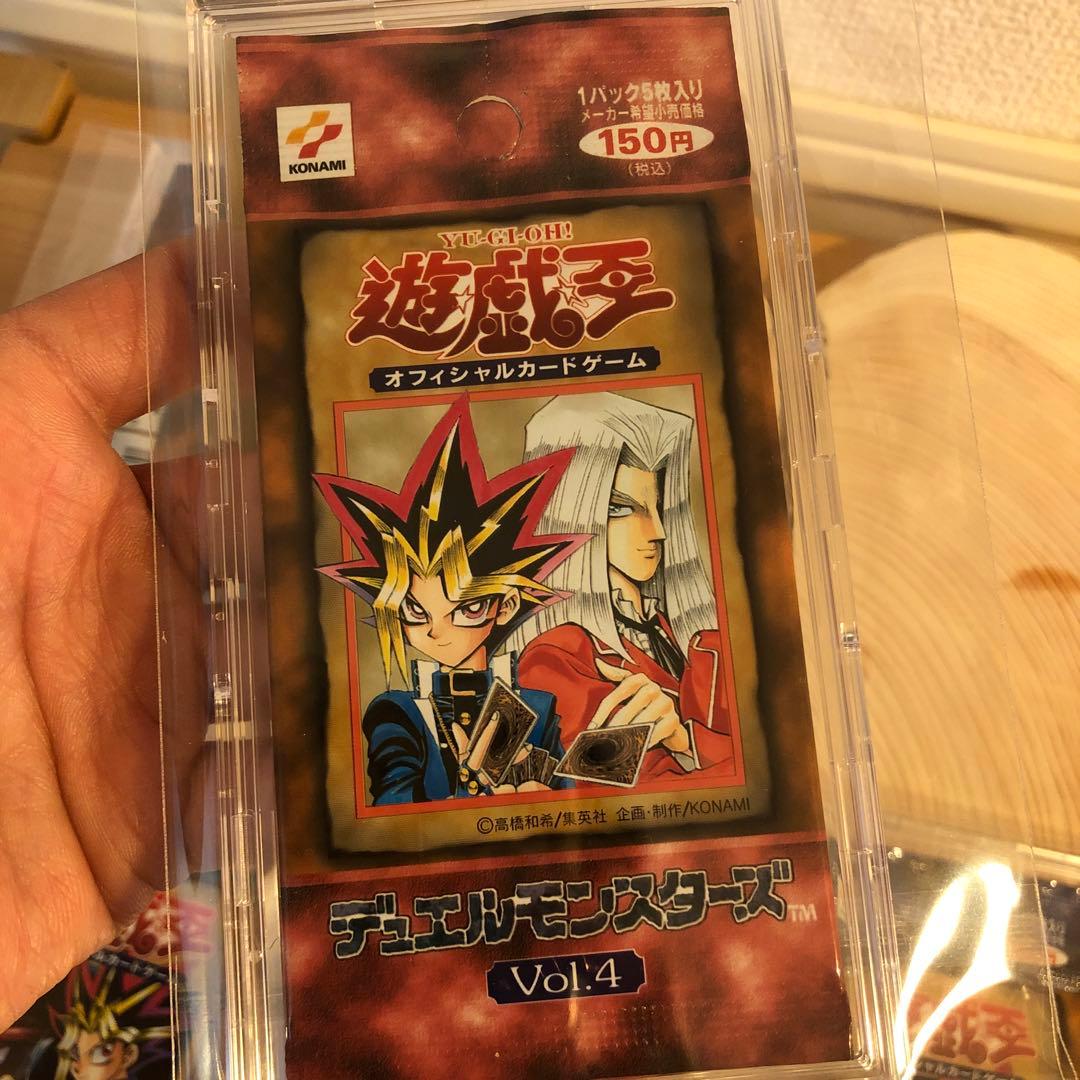 KONAMI
1パック5枚入り
メーカー希望小売価格
150円
(税込)
YU-GI-OH!
遊戯王
オフィシャルカードゲーム
©高橋和希/集英社 企画・制作/KONAMI
デュエルモンスターズ™
Vol.4